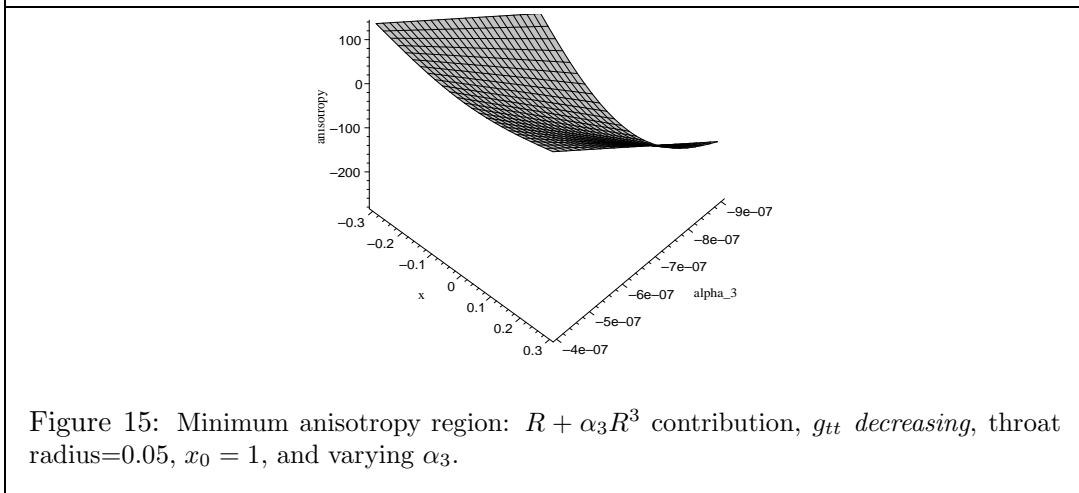 100
0
−100
−200
anisotropy
−0.3
−0.2
−0.1
0
0.1
0.2
0.3
x
−9e−07
−8e−07
−7e−07
−6e−07
−5e−07
−4e−07
alpha_3
Figure 15: Minimum anisotropy region: R + α₃R³ contribution, gₜₜ decreasing, throat
radius=0.05, x₀ = 1, and varying α₃.